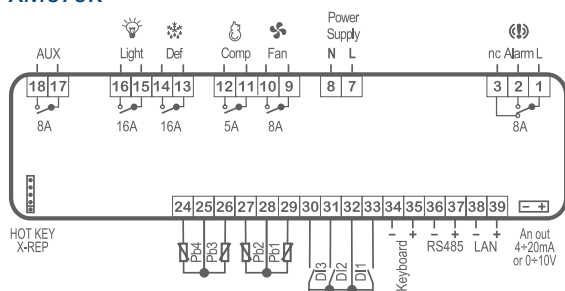 Power
Supply
AUX Light Def Comp Fan N L nc Alarm L
18 17 16 15 14 13 12 11 10 9 8 7 3 2 1
8A 16A 16A 5A 8A 8A
24 25 26 27 28 29 30 31 32 33 34 35 36 37 38 39 - +
HOT KEY
X-REP
Pb4 Pb3 Pb2 Pb1 DI3 DI2 DI1
- + - + - +
Keyboard RS485 LAN
An out
4÷20mA
or 0÷10V